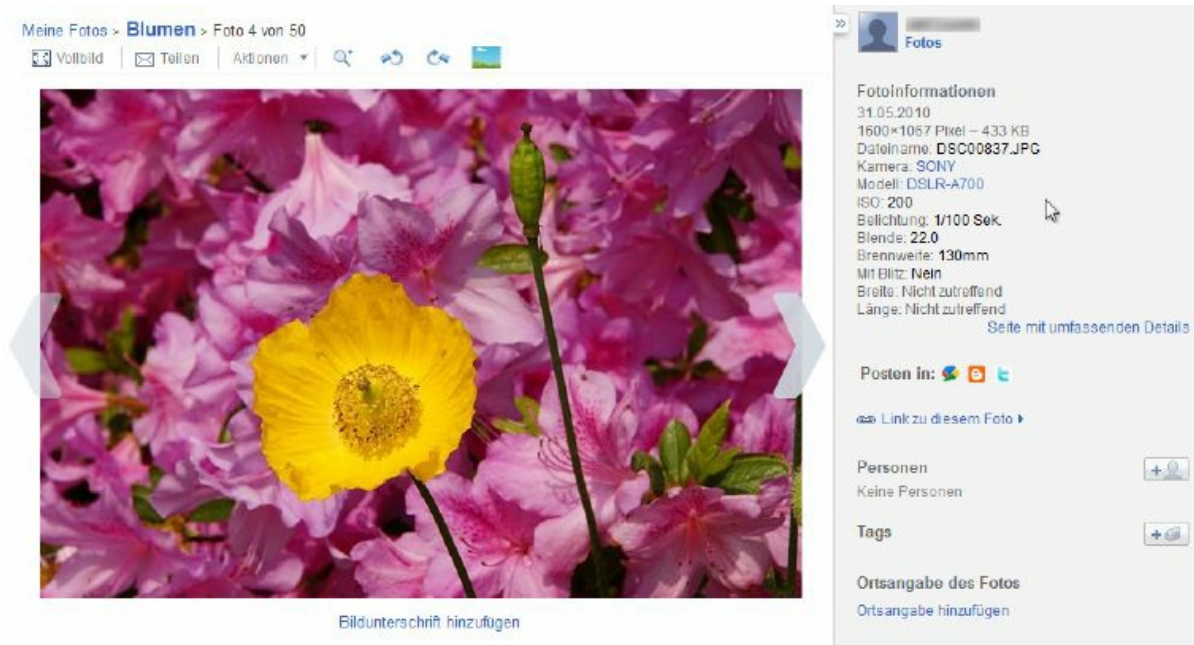 Meine Fotos > Blumen > Foto 4 von 50
Vollbild Teilen Aktionen
Fotos
Fotoinformationen
31.05.2010
1600×1067 Pixel – 433 KB
Dateiname: DSC00837.JPG
Kamera: SONY
Modell: DSLR-A700
ISO: 200
Belichtung: 1/100 Sek.
Blende: 22.0
Brennweite: 130mm
Mit Blitz: Nein
Breite: Nicht zutreffend
Länge: Nicht zutreffend
Seite mit umfassenden Details
Posten in:
Link zu diesem Foto
Personen
Keine Personen
Tags
Ortsangabe des Fotos
Ortsangabe hinzufügen
Bildunterschrift hinzufügen